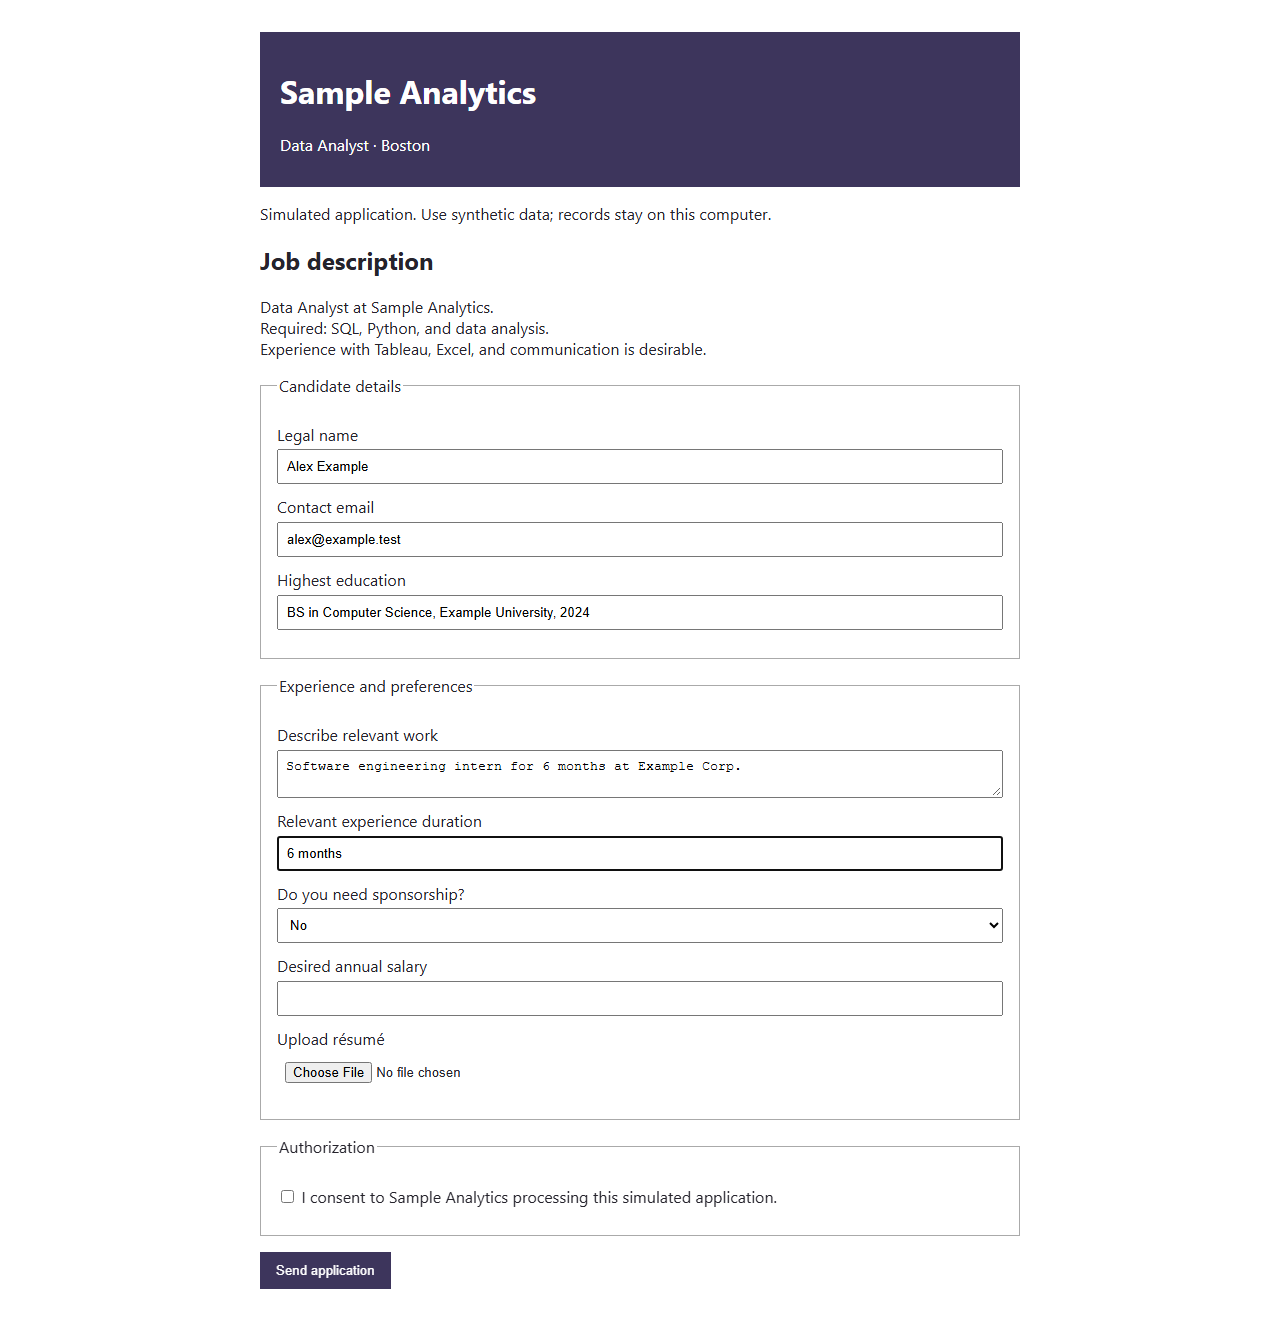 Sample Analytics
Data Analyst · Boston
Simulated application. Use synthetic data; records stay on this computer.
Job description
Data Analyst at Sample Analytics.
Required: SQL, Python, and data analysis.
Experience with Tableau, Excel, and communication is desirable.
Candidate details
Legal name
Alex Example
Contact email
alex@example.test
Highest education
BS in Computer Science, Example University, 2024
Experience and preferences
Describe relevant work
Software engineering intern for 6 months at Example Corp.
Relevant experience duration
6 months
Do you need sponsorship?
No
Desired annual salary
Upload résumé
Choose File No file chosen
Authorization
I consent to Sample Analytics processing this simulated application.
Send application